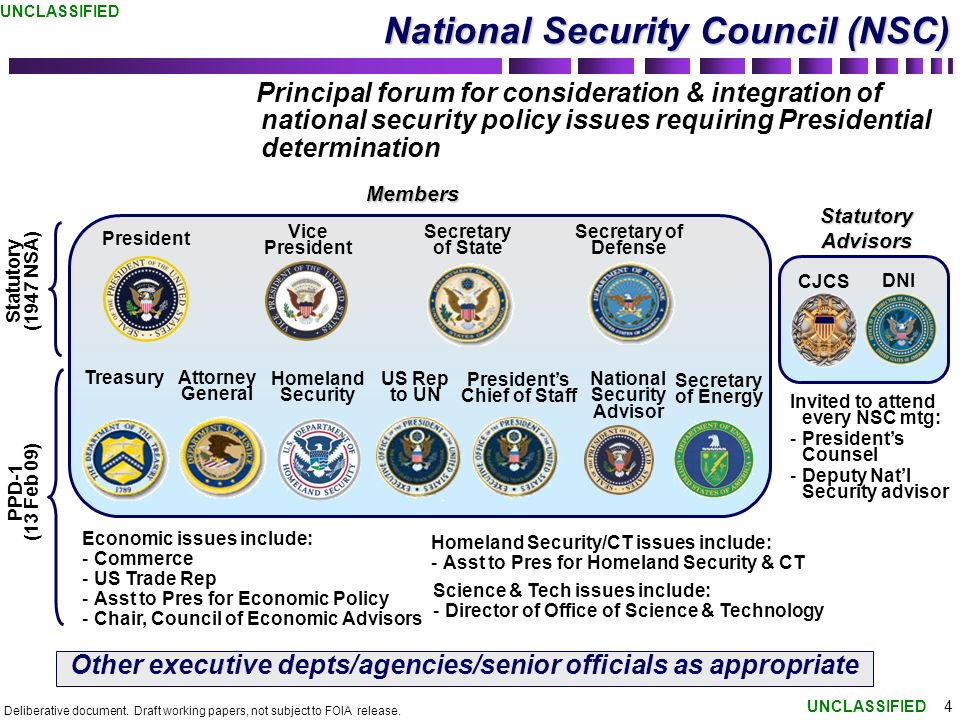 UNCLASSIFIED
National Security Council (NSC)
Principal forum for consideration & integration of
national security policy issues requiring Presidential
determination
Members
Statutory
(1947 NSA)
President
Vice
President
Secretary
of State
Secretary of
Defense
Statutory
Advisors
CJCS
DNI
PPD-1
(13 Feb 09)
Treasury
Attorney
General
Homeland
Security
US Rep
to UN
President’s
Chief of Staff
National
Security
Advisor
Secretary
of Energy
Invited to attend
every NSC mtg:
- President’s
Counsel
- Deputy Nat’l
Security advisor
Economic issues include:
- Commerce
- US Trade Rep
- Asst to Pres for Economic Policy
- Chair, Council of Economic Advisors
Homeland Security/CT issues include:
- Asst to Pres for Homeland Security & CT
Science & Tech issues include:
- Director of Office of Science & Technology
Other executive depts/agencies/senior officials as appropriate
Deliberative document. Draft working papers, not subject to FOIA release.
UNCLASSIFIED 4